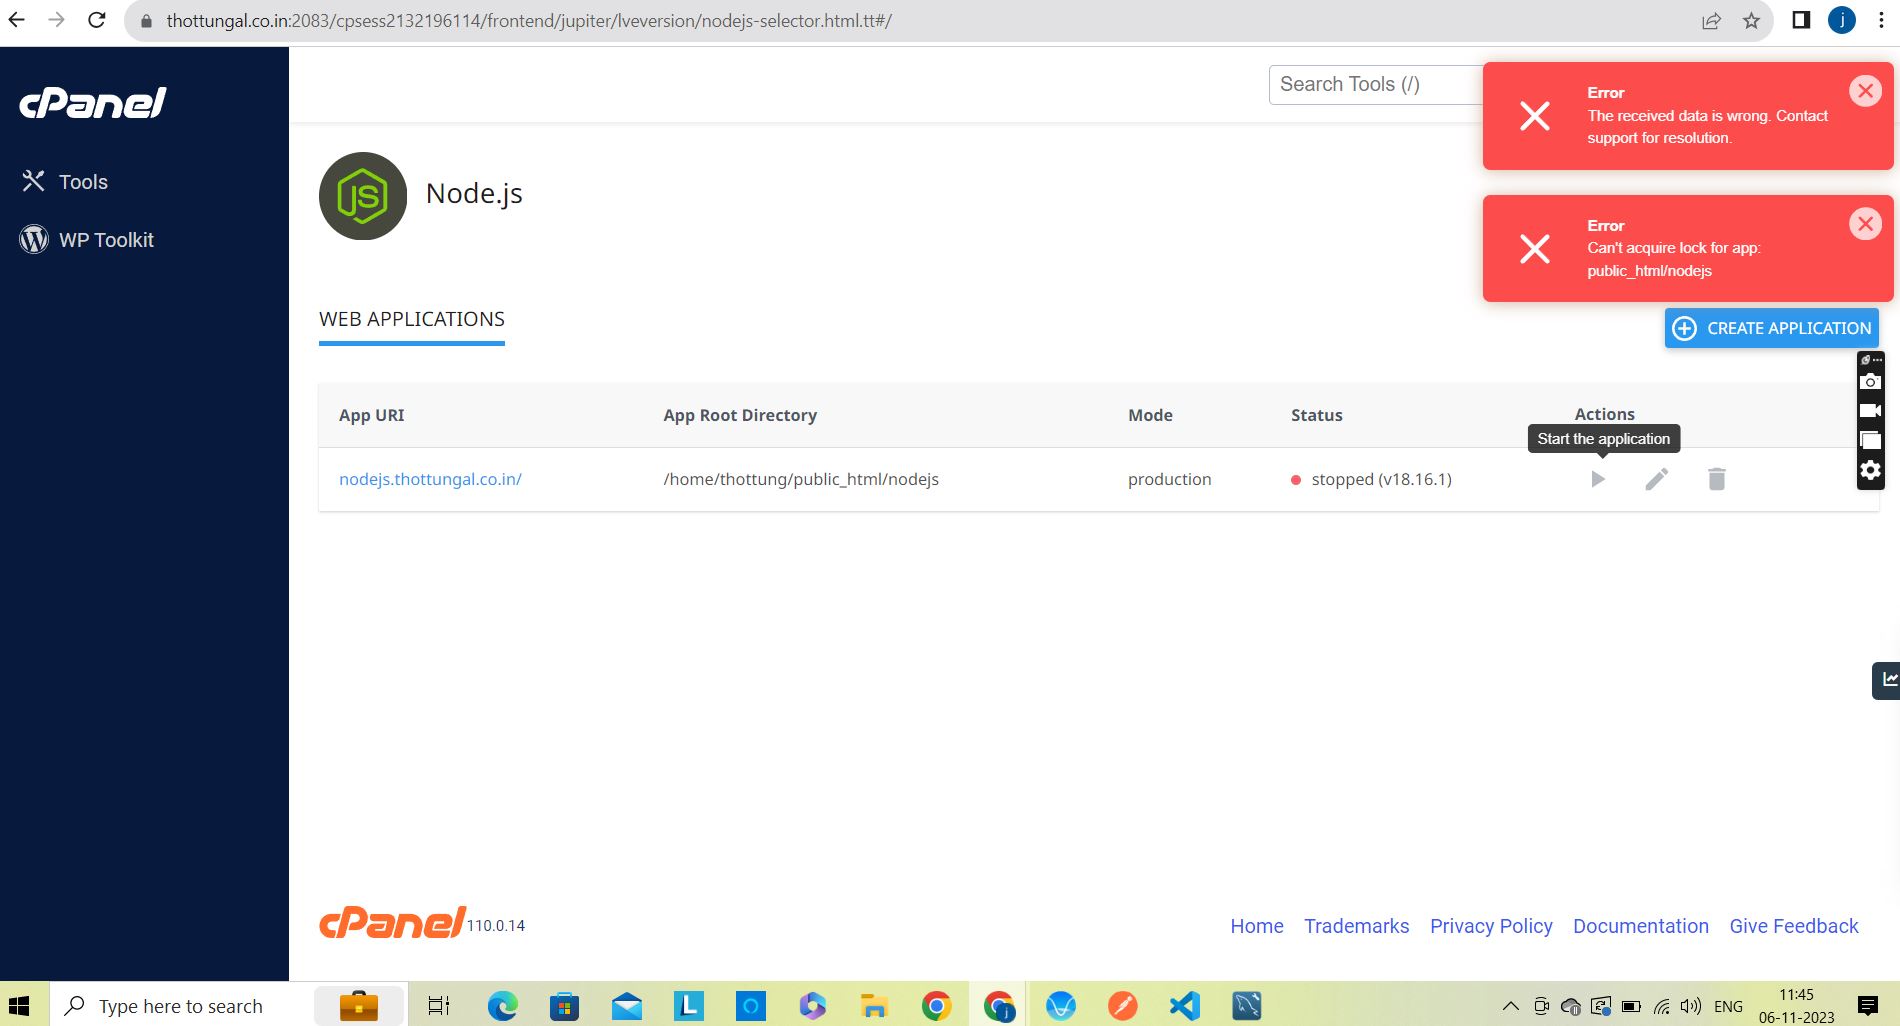 thottungal.co.in:2083/cpsess2132196114/frontend/jupiter/lveversion/nodejs-selector.html.tt#/
j
cPanel
Search Tools (/)
Error
The received data is wrong. Contact
support for resolution.
Tools
JS
Node.js
WP Toolkit
Error
Can't acquire lock for app:
public_html/nodejs
WEB APPLICATIONS
CREATE APPLICATION
App URI App Root Directory Mode Status Actions
Start the application
nodejs.thottungal.co.in/ /home/thottung/public_html/nodejs production stopped (v18.16.1)
cPanel 110.0.14
Home Trademarks Privacy Policy Documentation Give Feedback
Type here to search
L
j
ENG
11:45
06-11-2023